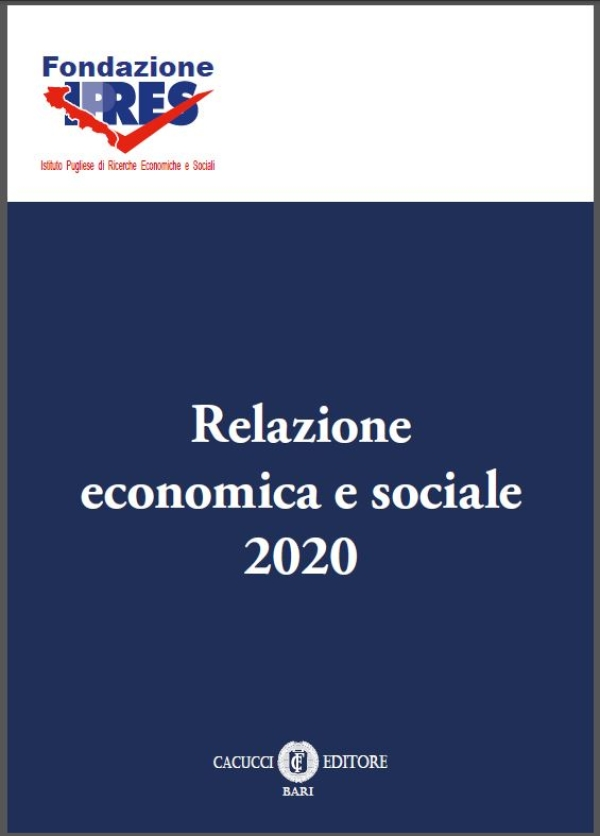 Fondazione
IPRES
Istituto Pugliese di Ricerche Economiche e Sociali
Relazione
economica e sociale
2020
CACUCCI EDITORE
BARI